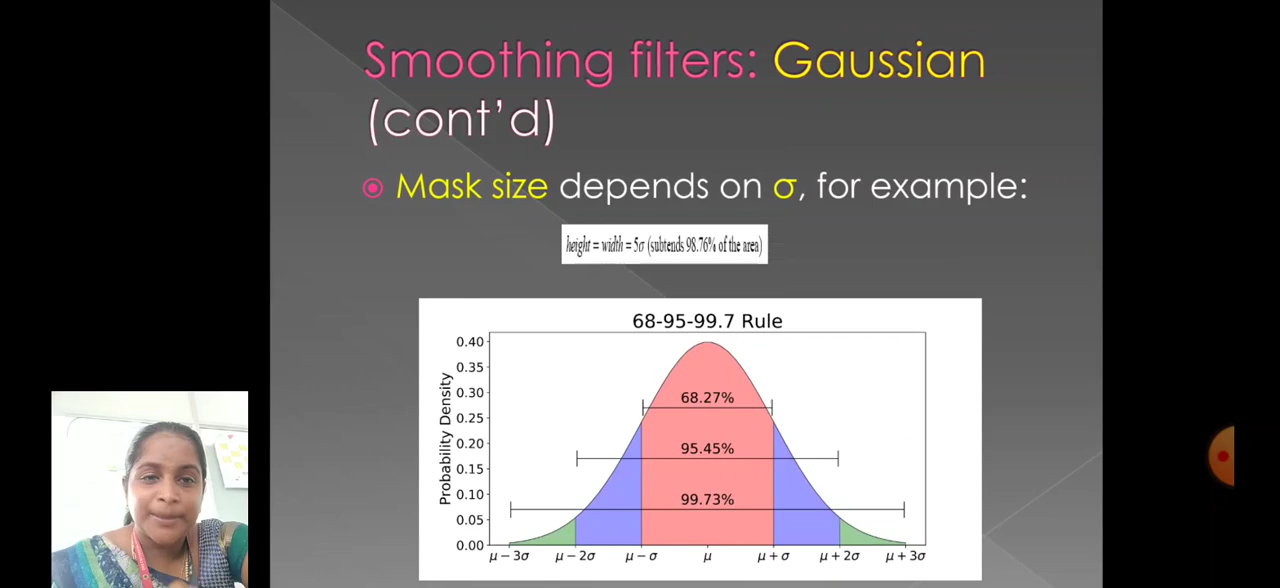 Smoothing filters: Gaussian
(cont’d)
Mask size depends on σ, for example:
height = width = 5σ (subtends 98.76% of the area)
68-95-99.7 Rule
Probability Density
0.40
0.35
0.30
0.25
0.20
0.15
0.10
0.05
0.00
68.27%
95.45%
99.73%
μ − 3σ μ − 2σ μ − σ μ μ + σ μ + 2σ μ + 3σ